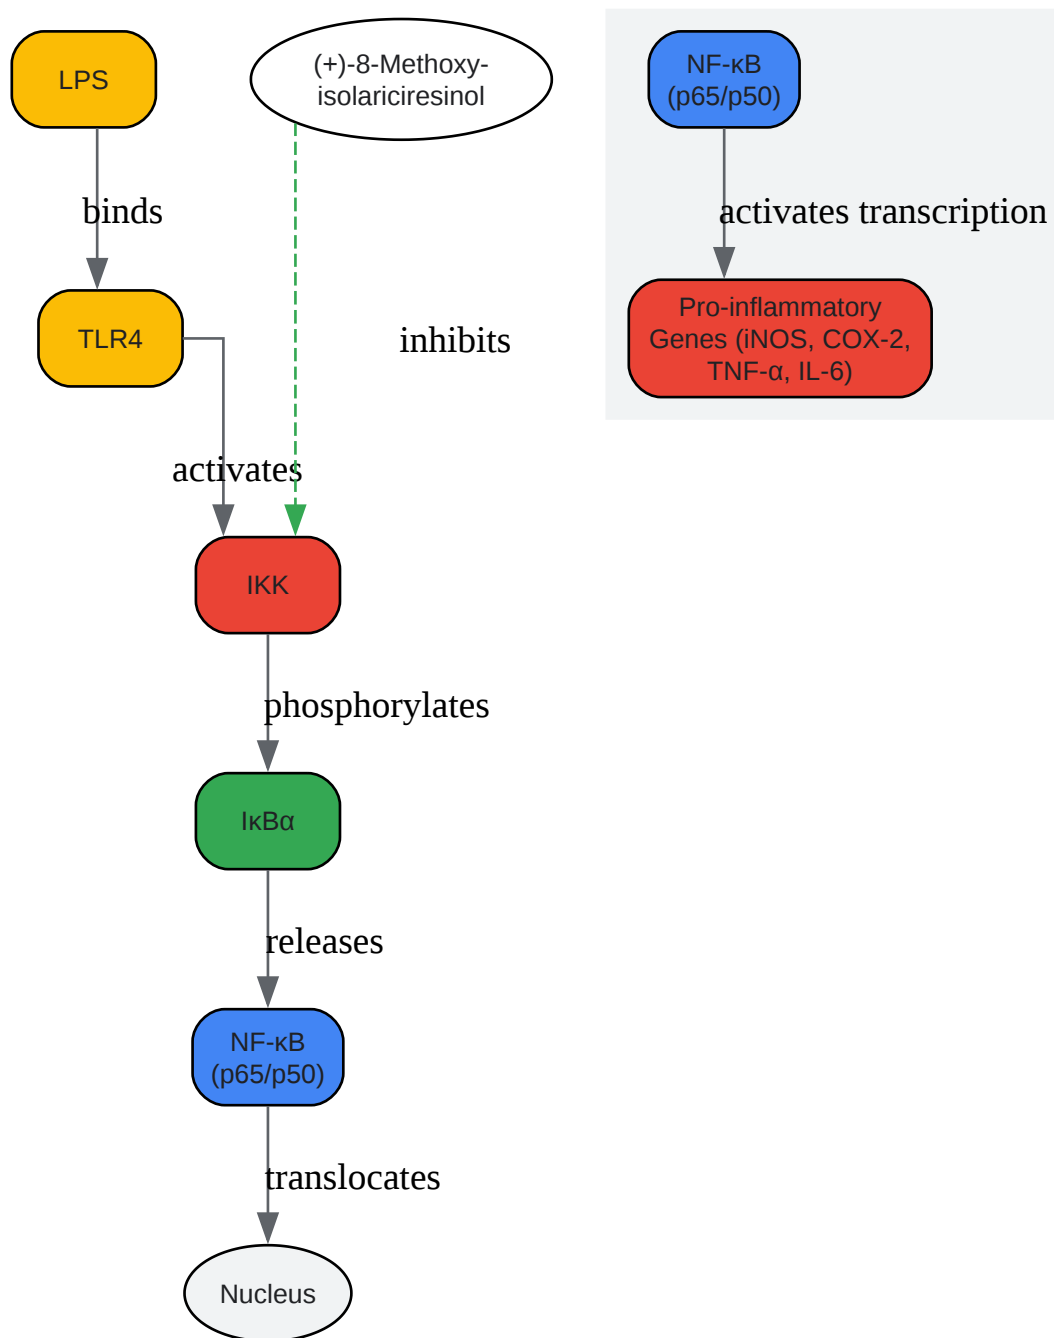 LPS
(+)-8-Methoxy-
isolariciresinol
NF-κB
(p65/p50)
binds
activates transcription
TLR4
inhibits
Pro-inflammatory
Genes (iNOS, COX-2,
TNF-α, IL-6)
activates
IKK
phosphorylates
IκBα
releases
NF-κB
(p65/p50)
translocates
Nucleus